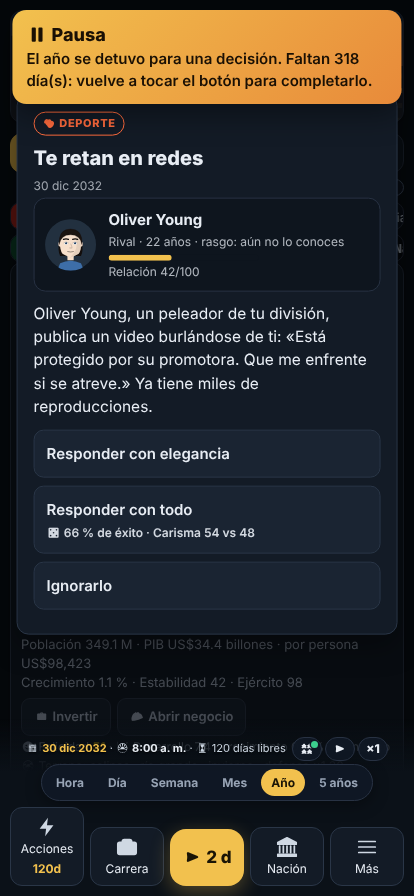 Pausa
El año se detuvo para una decisión. Faltan 318
día(s): vuelve a tocar el botón para completarlo.
DEPORTE
Te retan en redes
30 dic 2032
Oliver Young
Rival · 22 años · rasgo: aún no lo conoces
Relación 42/100
Oliver Young, un peleador de tu división,
publica un video burlándose de ti: «Está
protegido por su promotora. Que me enfrente
si se atreve.» Ya tiene miles de
reproducciones.
Responder con elegancia
Responder con todo
66 % de éxito · Carisma 54 vs 48
Ignorarlo
Población 349.1 M · PIB US$34.4 billones · por persona
US$98,423
Crecimiento 1.1 % · Estabilidad 42 · Ejército 98
Invertir
Abrir negocio
30 dic 2032 · 8:00 a. m. · 120 días libres
×1
Hora Día Semana Mes Año 5 años
Acciones
120d
Carrera
2 d
Nación
Más